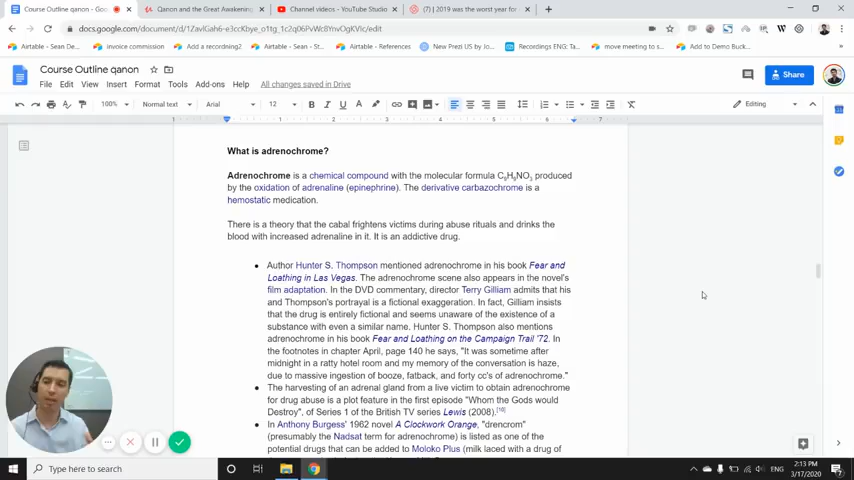 Course Outline qanon - Goog
Qanon and the Great Awakening
Channel videos - YouTube Studio
(7) | 2019 was the worst year for
docs.google.com/document/d/1ZavlGah6-e3ccKbye_o1tg_1c2q06PvWc8YnvOgKVIc/edit
Airtable - Sean De
invoice commission
Add a recordning2
Airtable - Sean - St
Airtable - References
New Prezi US by Jo
Recordings ENG: Ta
move meeting to s
Add to Demo Buck
Course Outline qanon
Share
File Edit View Insert Format Tools Add-ons Help All changes saved in Drive
100% Normal text Arial 12 B I U A Editing
1 1 2 3 4 5 6 7
What is adrenochrome?
Adrenochrome is a chemical compound with the molecular formula C9H9NO3 produced
by the oxidation of adrenaline (epinephrine). The derivative carbazochrome is a
hemostatic medication.
There is a theory that the cabal frightens victims during abuse rituals and drinks the
blood with increased adrenaline in it. It is an addictive drug.
● Author Hunter S. Thompson mentioned adrenochrome in his book Fear and
Loathing in Las Vegas. The adrenochrome scene also appears in the novel's
film adaptation. In the DVD commentary, director Terry Gilliam admits that his
and Thompson's portrayal is a fictional exaggeration. In fact, Gilliam insists
that the drug is entirely fictional and seems unaware of the existence of a
substance with even a similar name. Hunter S. Thompson also mentions
adrenochrome in his book Fear and Loathing on the Campaign Trail '72. In
the footnotes in chapter April, page 140 he says, "It was sometime after
midnight in a ratty hotel room and my memory of the conversation is haze,
due to massive ingestion of booze, fatback, and forty cc's of adrenochrome."
● The harvesting of an adrenal gland from a live victim to obtain adrenochrome
for drug abuse is a plot feature in the first episode "Whom the Gods would
Destroy", of Series 1 of the British TV series Lewis (2008).[10]
● In Anthony Burgess' 1962 novel A Clockwork Orange, "drencrom"
(presumably the Nadsat term for adrenochrome) is listed as one of the
potential drugs that can be added to Moloko Plus (milk laced with a drug of
Type here to search
ENG
2:13 PM
3/17/2020